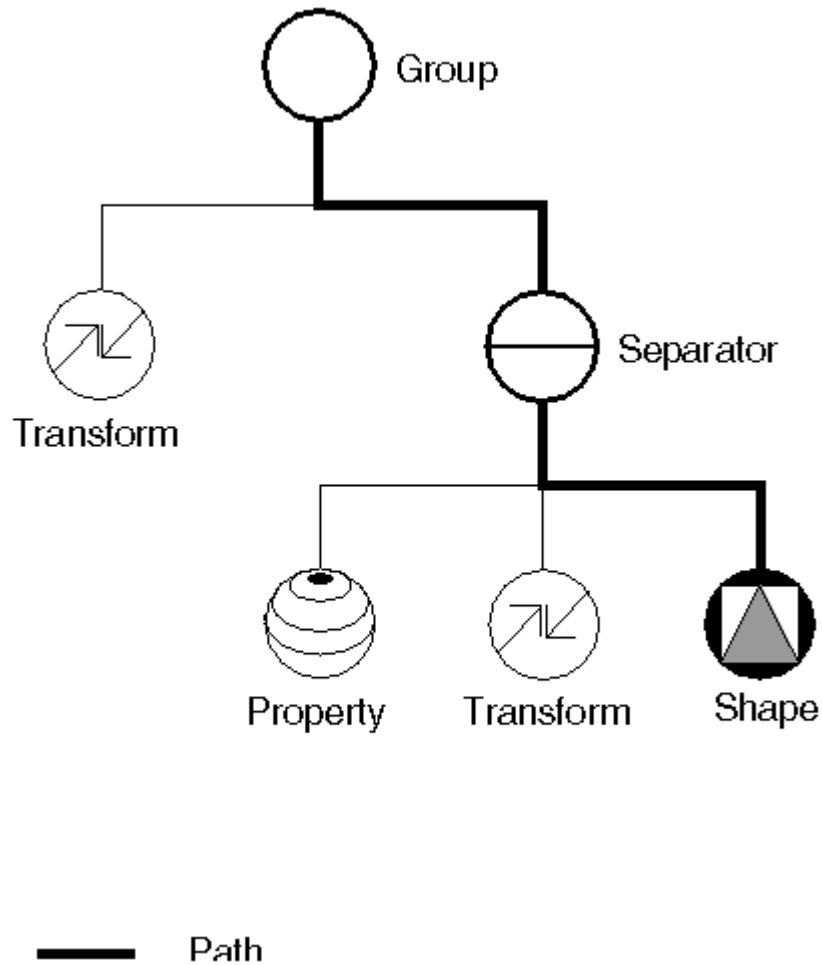 Group
Separator
Transform
Property
Transform
Shape
Path